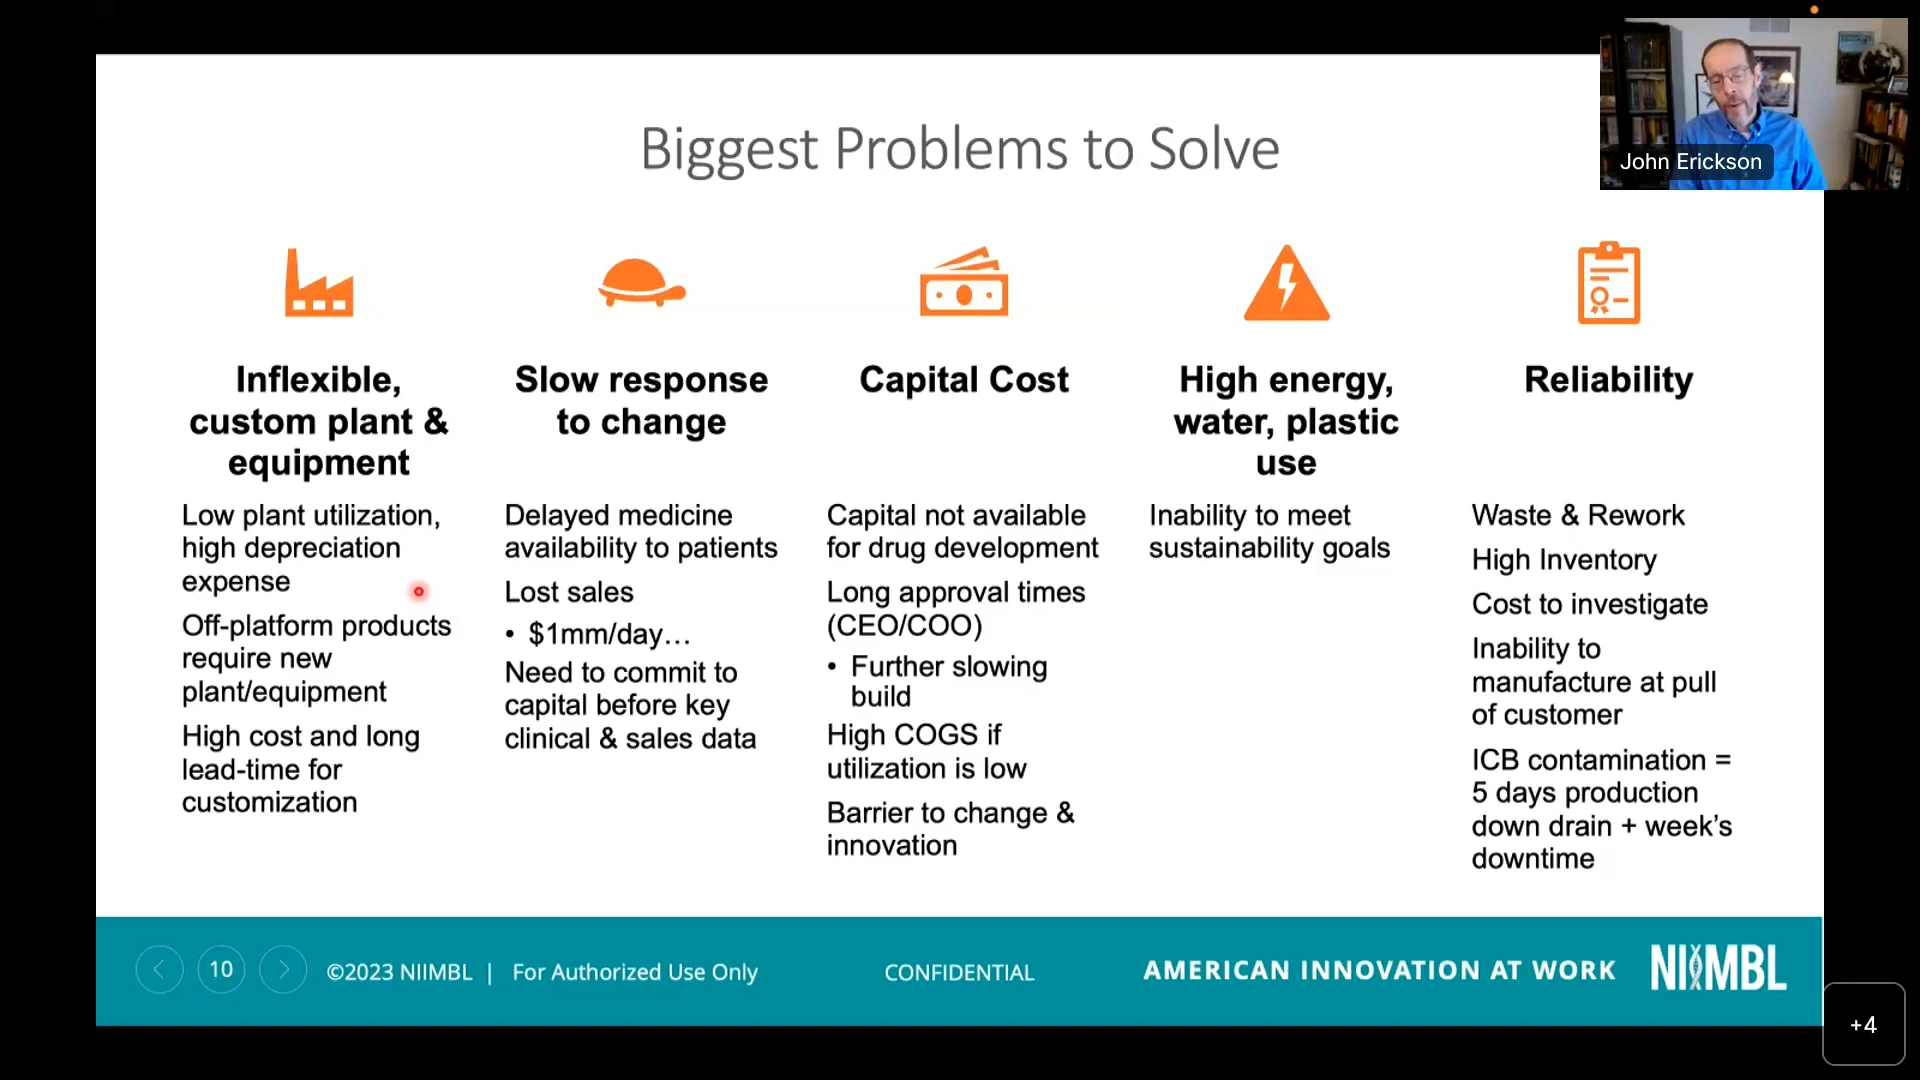 Biggest Problems to Solve
John Erickson
Inflexible,
custom plant &
equipment
Low plant utilization,
high depreciation
expense
Off-platform products
require new
plant/equipment
High cost and long
lead-time for
customization
Slow response
to change
Delayed medicine
availability to patients
Lost sales
• $1mm/day…
Need to commit to
capital before key
clinical & sales data
Capital Cost
Capital not available
for drug development
Long approval times
(CEO/COO)
• Further slowing
build
High COGS if
utilization is low
Barrier to change &
innovation
High energy,
water, plastic
use
Inability to meet
sustainability goals
Reliability
Waste & Rework
High Inventory
Cost to investigate
Inability to
manufacture at pull
of customer
ICB contamination =
5 days production
down drain + week’s
downtime
10
©2023 NIIMBL | For Authorized Use Only
CONFIDENTIAL
AMERICAN INNOVATION AT WORK
NIIMBL
+4